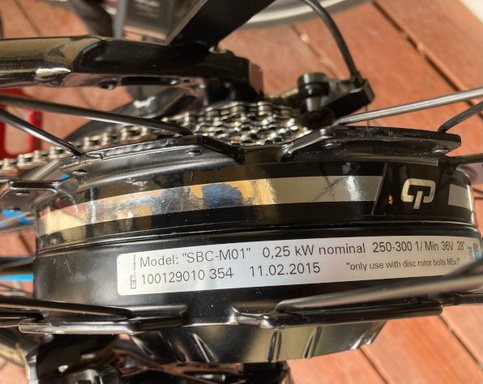 Model: "SBC-M01" 0,25 kW nominal 250-300 1/ Min 36V 28"
100129010 354 11.02.2015 "only use with disc rotor bolts M5x7"